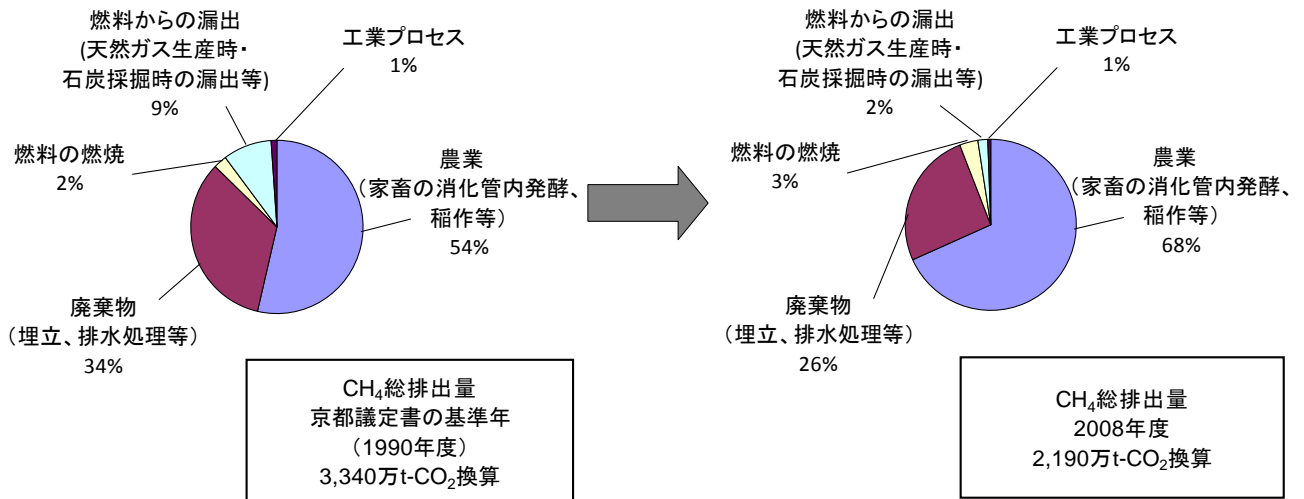 燃料からの漏出
(天然ガス生産時・
石炭採掘時の漏出等)
9%
工業プロセス
1%
燃料の燃焼
2%
農業
（家畜の消化管内発酵、
稲作等）
54%
廃棄物
（埋立、排水処理等）
34%
CH₄総排出量
京都議定書の基準年
（1990年度）
3,340万t-CO₂換算
燃料からの漏出
(天然ガス生産時・
石炭採掘時の漏出等)
2%
工業プロセス
1%
燃料の燃焼
3%
農業
（家畜の消化管内発酵、
稲作等）
68%
廃棄物
（埋立、排水処理等）
26%
CH₄総排出量
2008年度
2,190万t-CO₂換算